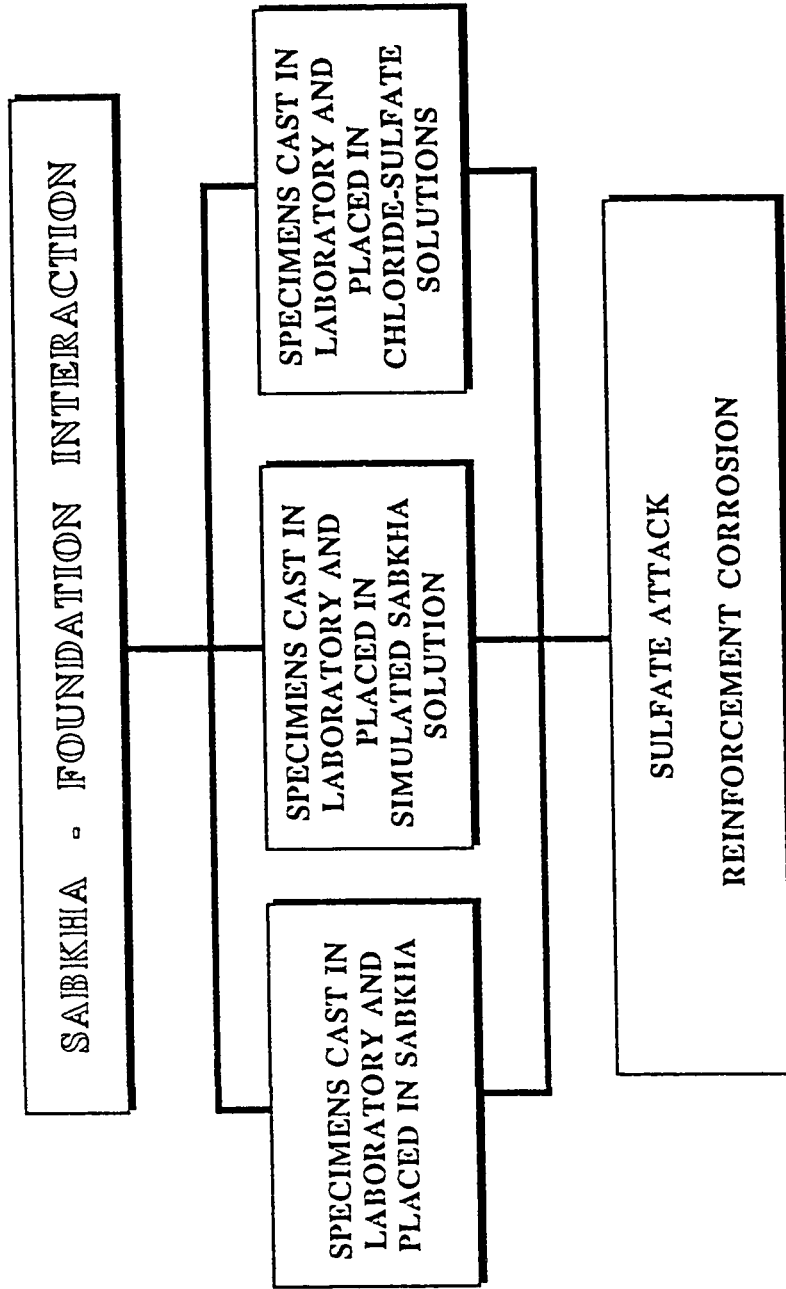 SABKHA - FOUNDATION INTERACTION
SPECIMENS CAST IN
LABORATORY AND
PLACED IN SABKHA
SPECIMENS CAST IN
LABORATORY AND
PLACED IN
SIMULATED SABKHA
SOLUTION
SPECIMENS CAST IN
LABORATORY AND
PLACED IN
CHLORIDE-SULFATE
SOLUTIONS
SULFATE ATTACK
REINFORCEMENT CORROSION